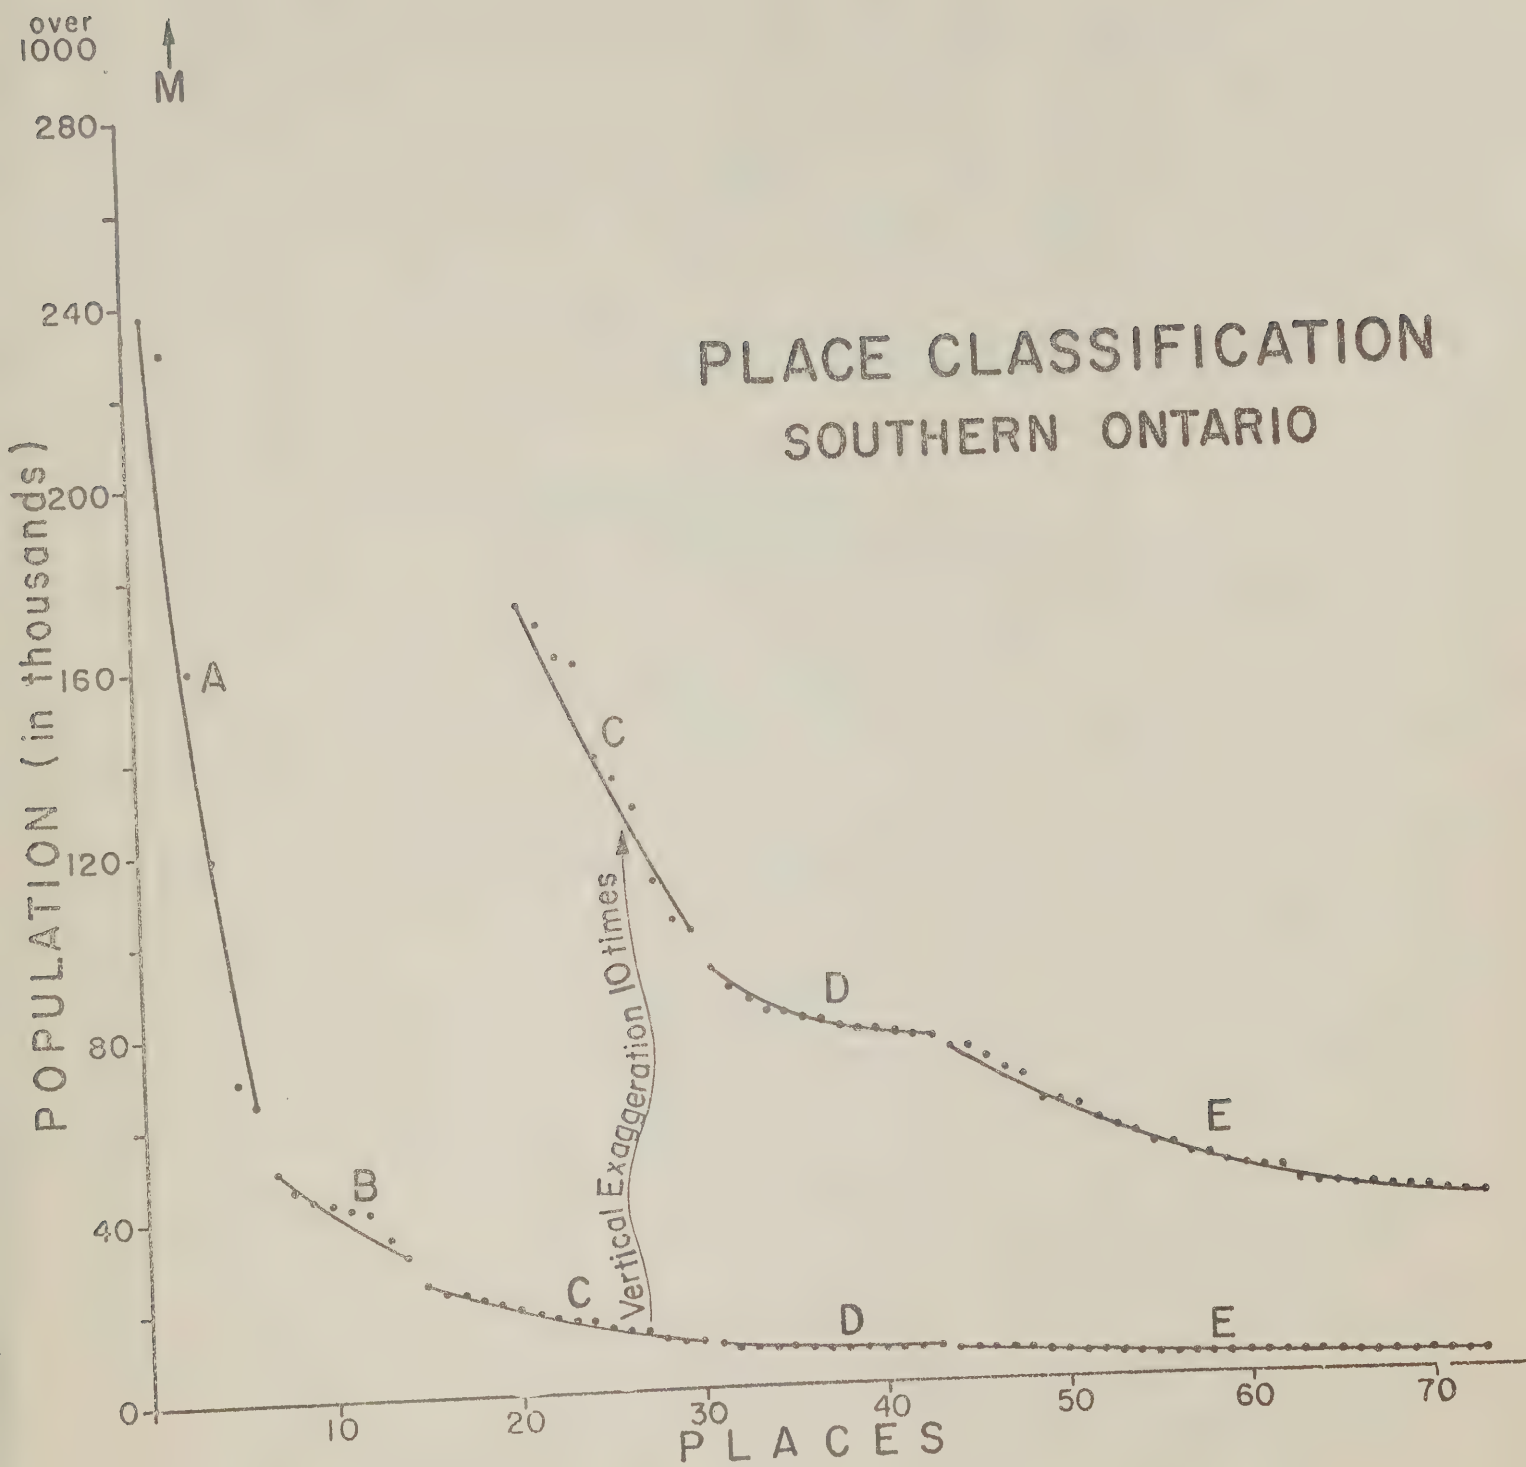 over
1000
M
280
240
200
160
120
80
40
0
POPULATION (in thousands)
PLACE CLASSIFICATION
SOUTHERN ONTARIO
A
B
C
D
E
Vertical Exaggeration 10 times
C
D
E
10
20
30
40
50
60
70
PLACES